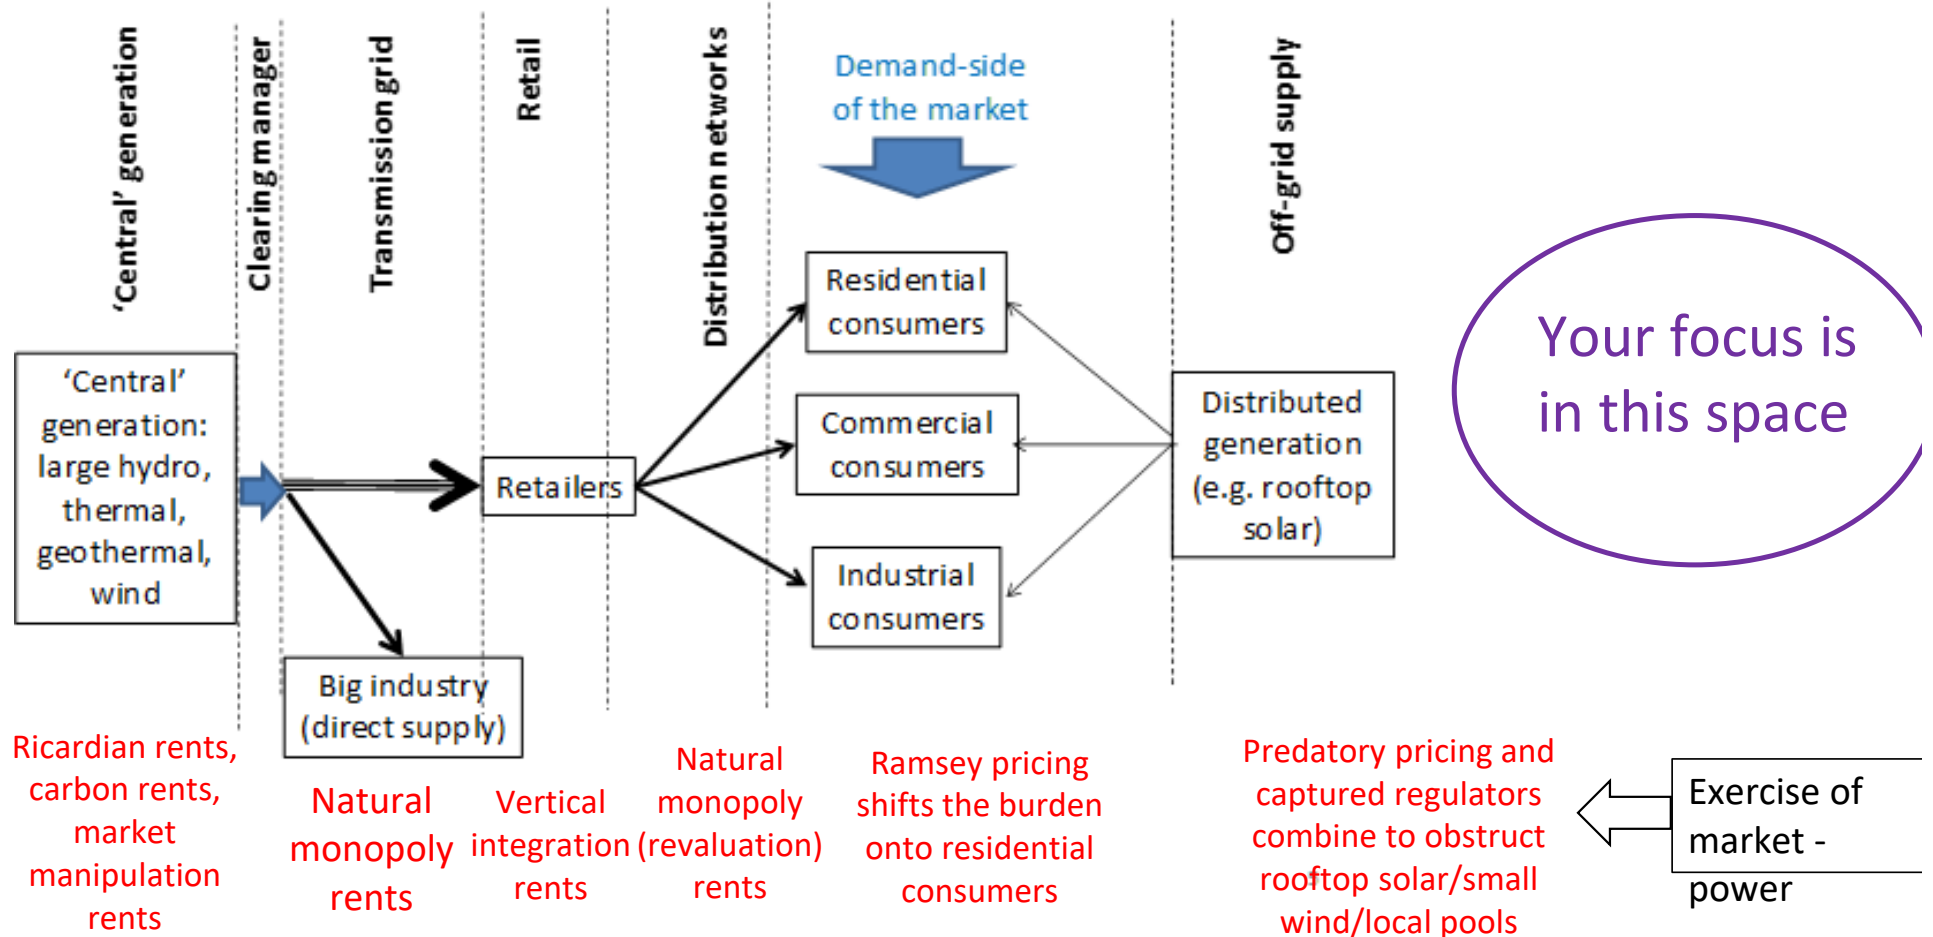 'Central' generation
Clearing manager
Transmission grid
Retail
Distribution networks
Demand-side
of the market
Off-grid supply
'Central'
generation:
large hydro,
thermal,
geothermal,
wind
Big industry
(direct supply)
Retailers
Residential
consumers
Commercial
consumers
Industrial
consumers
Distributed
generation
(e.g. rooftop
solar)
Your focus is
in this space
Ricardian rents,
carbon rents,
market
manipulation
rents
Natural
monopoly
rents
Vertical
integration
rents
Natural
monopoly
(revaluation)
rents
Ramsey pricing
shifts the burden
onto residential
consumers
Predatory pricing and
captured regulators
combine to obstruct
rooftop solar/small
wind/local pools
Exercise of
market -
power